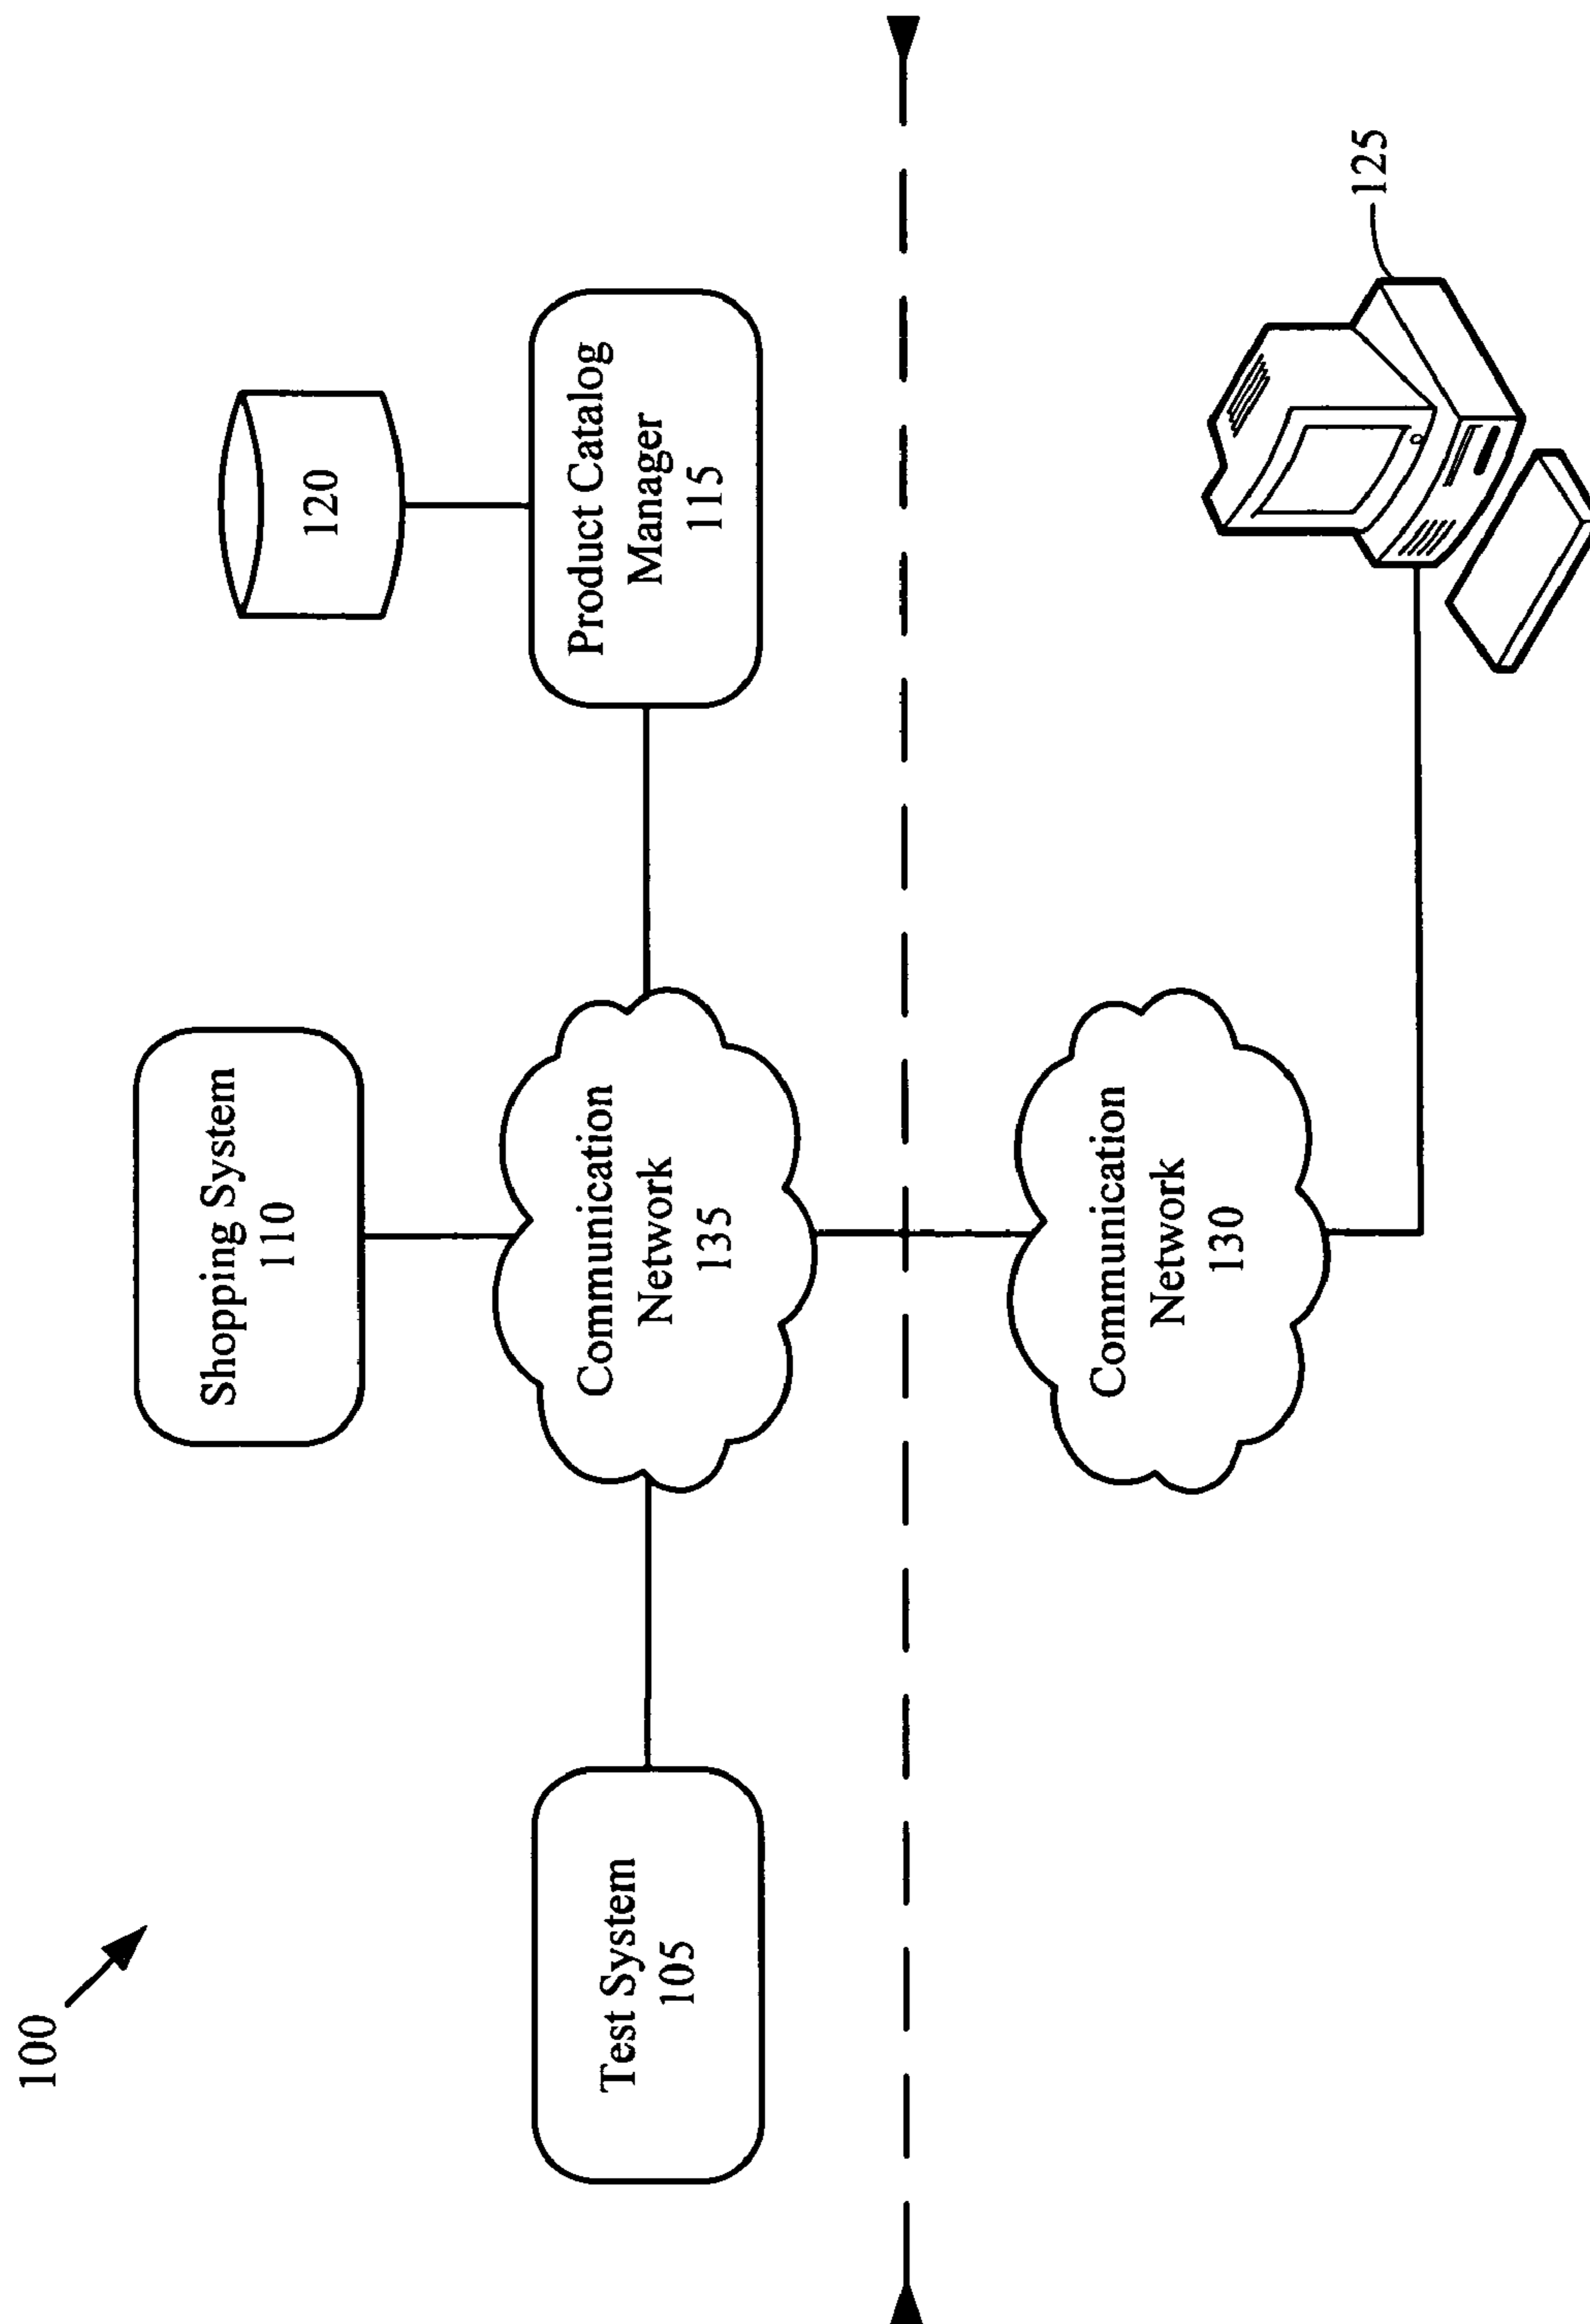 100
Shopping System
110
120
Test System
105
Communication
Network
135
Product Catalog
Manager
115
Communication
Network
130
125